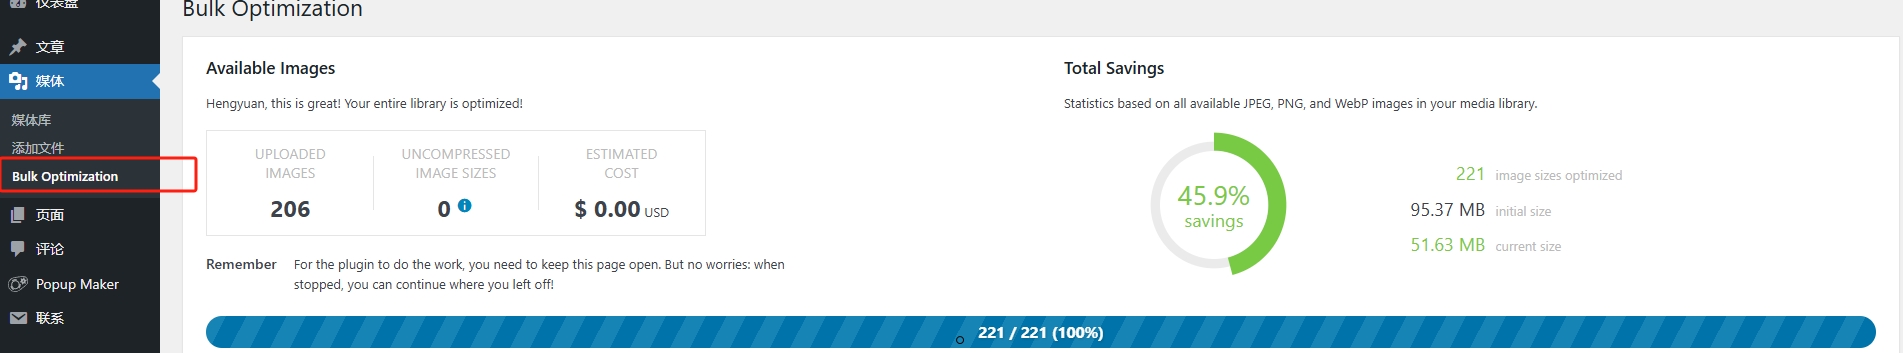 仪表盘
文章
媒体
媒体库
添加文件
Bulk Optimization
页面
评论
Popup Maker
联系
Bulk Optimization
Available Images
Hengyuan, this is great! Your entire library is optimized!
UPLOADED
IMAGES
206
UNCOMPRESSED
IMAGE SIZES
0
ESTIMATED
COST
$ 0.00 USD
Remember
For the plugin to do the work, you need to keep this page open. But no worries: when
stopped, you can continue where you left off!
Total Savings
Statistics based on all available JPEG, PNG, and WebP images in your media library.
45.9%
savings
221 image sizes optimized
95.37 MB initial size
51.63 MB current size
221 / 221 (100%)